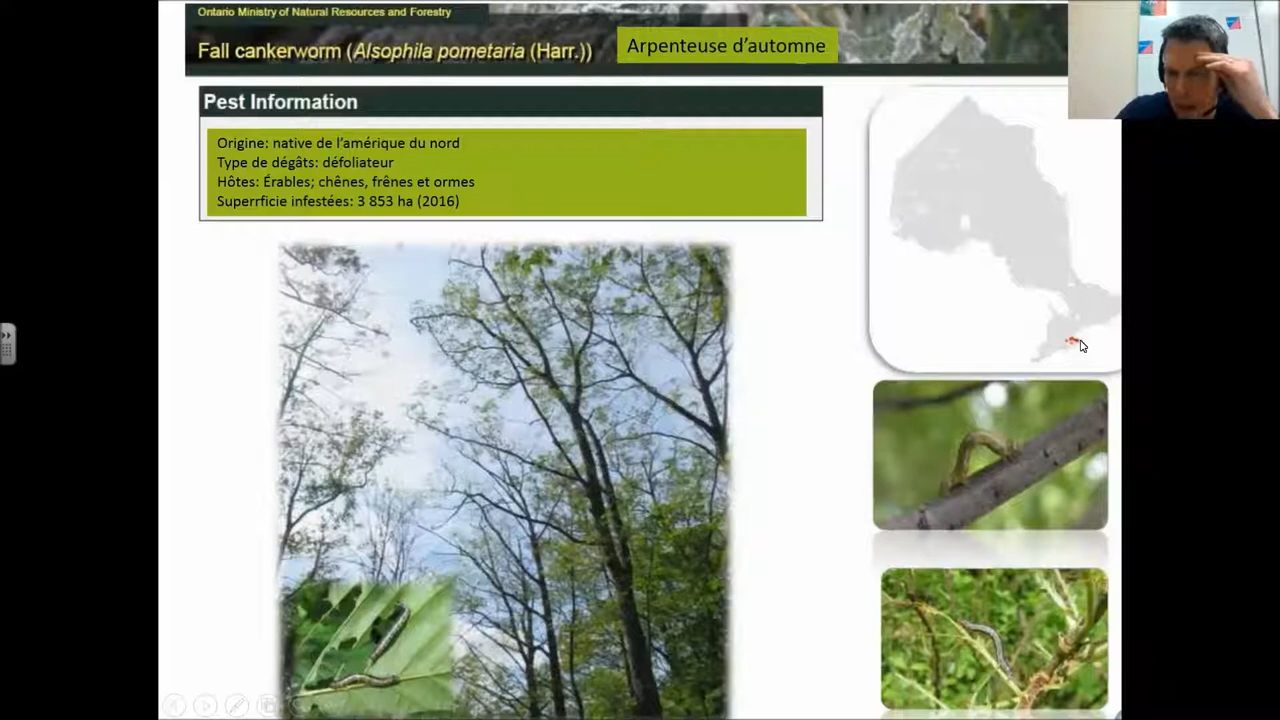 Ontario Ministry of Natural Resources and Forestry
Fall cankerworm (Alsophila pometaria (Harr.))
Arpenteuse d’automne
Pest Information
Origine: native de l’amérique du nord
Type de dégâts: défoliateur
Hôtes: Érables; chênes, frênes et ormes
Superrficie infestées: 3 853 ha (2016)